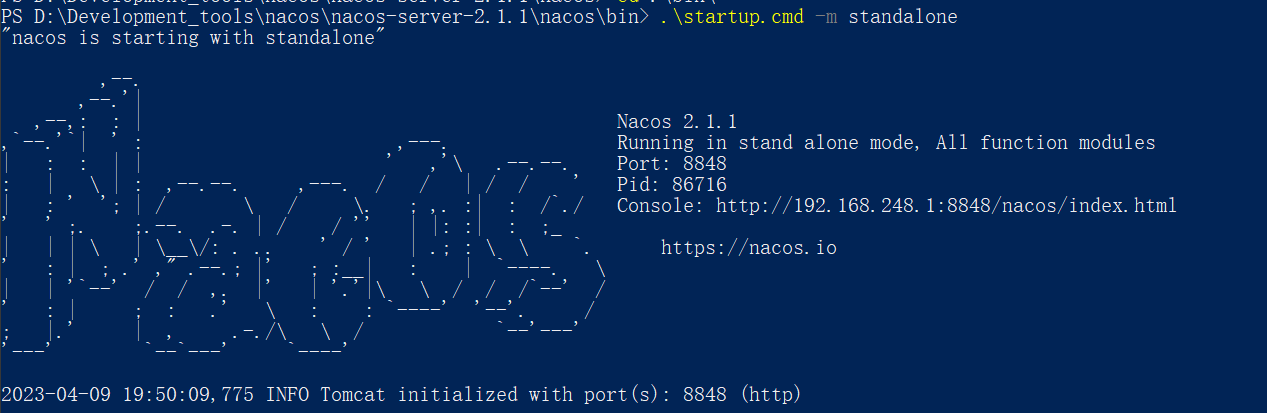 PS D:\Development_tools\nacos\nacos-server-2.1.1\nacos\bin> .\startup.cmd -m standalone
"nacos is starting with standalone"
Nacos 2.1.1
Running in stand alone mode, All function modules
Port: 8848
Pid: 86716
Console: http://192.168.248.1:8848/nacos/index.html
https://nacos.io
2023-04-09 19:50:09,775 INFO Tomcat initialized with port(s): 8848 (http)